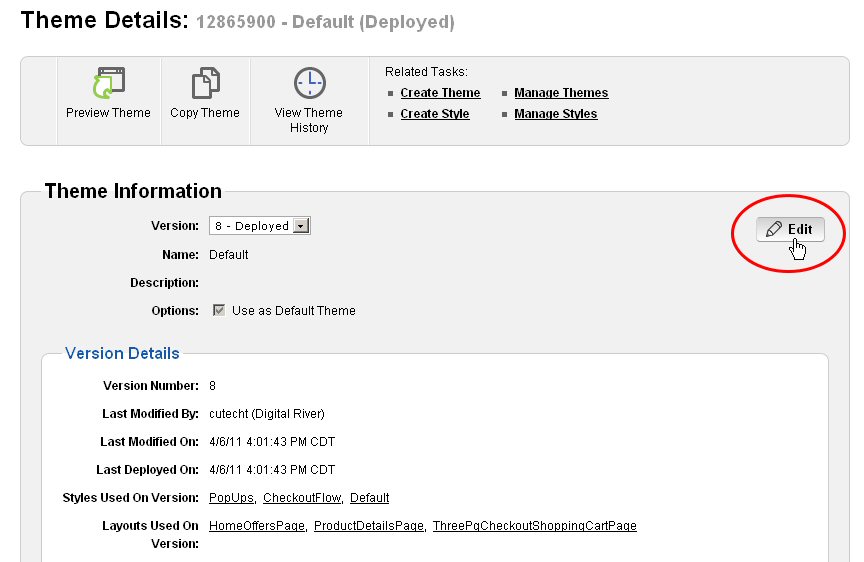 Theme Details: 12865900 - Default (Deployed)
Preview Theme
Copy Theme
View Theme
History
Related Tasks:
Create Theme
Manage Themes
Create Style
Manage Styles
Theme Information
Version: 8 - Deployed
Edit
Name: Default
Description:
Options: Use as Default Theme
Version Details
Version Number: 8
Last Modified By: cutecht (Digital River)
Last Modified On: 4/6/11 4:01:43 PM CDT
Last Deployed On: 4/6/11 4:01:43 PM CDT
Styles Used On Version: PopUps, CheckoutFlow, Default
Layouts Used On HomeOffersPage, ProductDetailsPage, ThreePgCheckoutShoppingCartPage
Version: